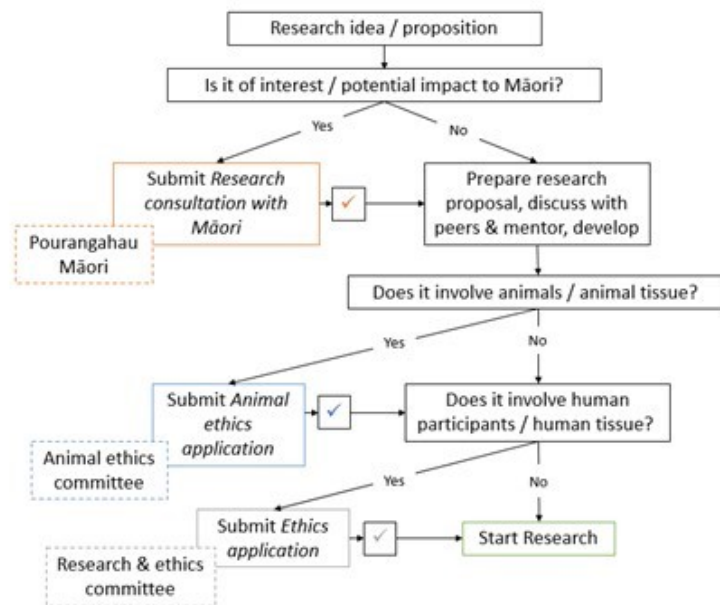 Research idea / proposition
Is it of interest / potential impact to Māori?
Yes
No
Submit Research
consultation with
Māori
✓
Pourangahau
Māori
Prepare research
proposal, discuss with
peers & mentor, develop
Does it involve animals / animal tissue?
Yes
No
Submit Animal
ethics
application
✓
Animal ethics
committee
Does it involve human
participants / human tissue?
Yes
No
Submit Ethics
application
✓
Research & ethics
committee
Start Research